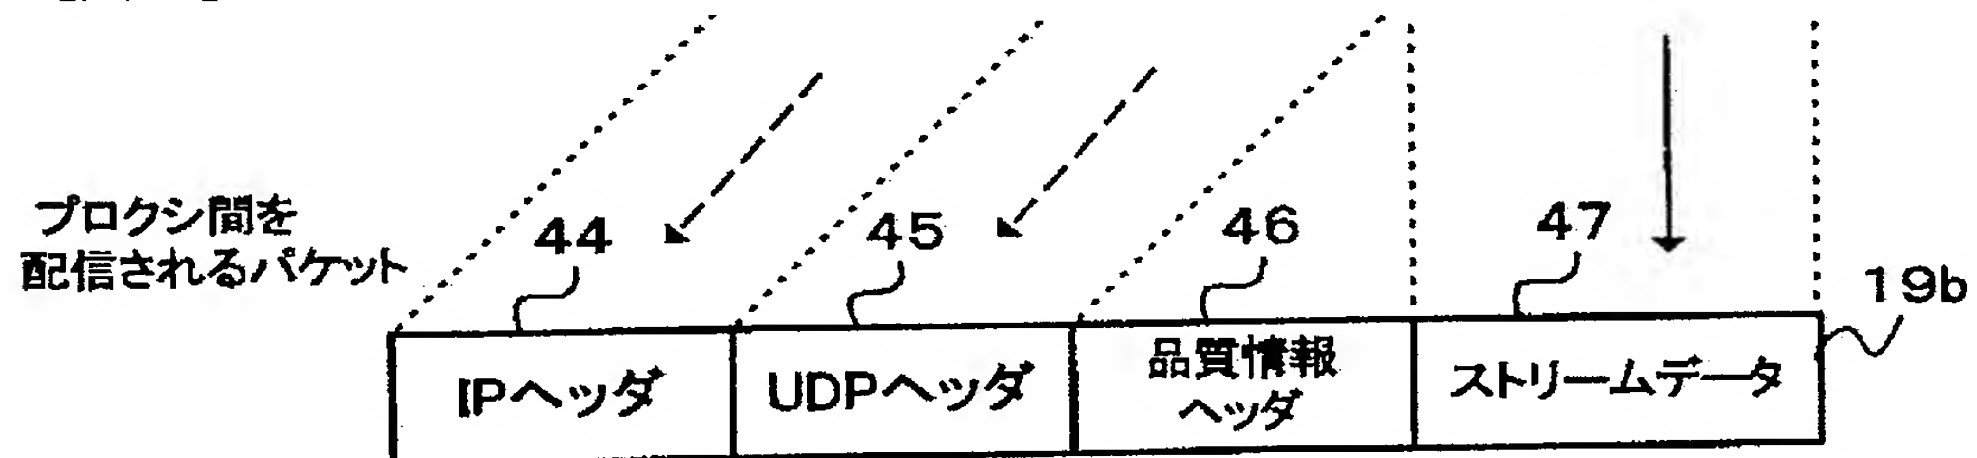 プロクシ間を
配信されるパケット
44
45
46
47
19b
IPヘッダ
UDPヘッダ
品質情報
ヘッダ
ストリームデータ